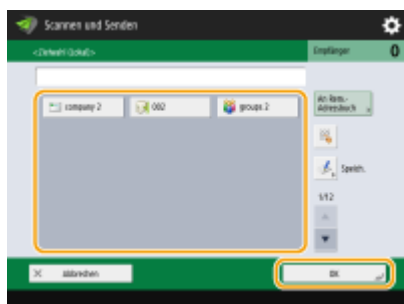 Scannen und Senden
<Zielwahl (Lokal)>
Empfänger 0
company 2
002
groups 2
An Rem.-
Adressbuch
Speich.
1/12
Abbrechen
OK